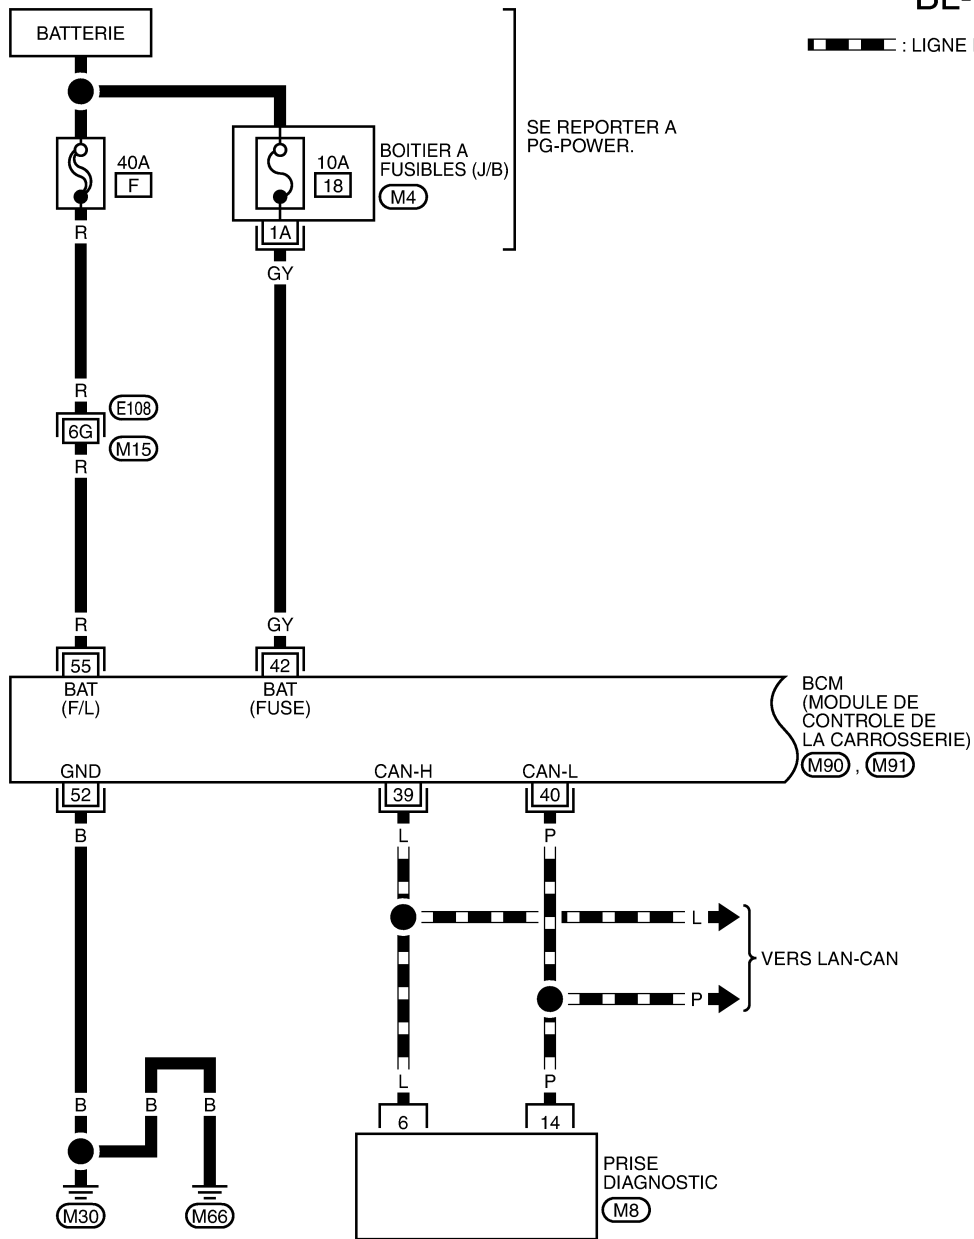 BATTERIE
: LIGNE
SE REPORTER A
PG-POWER.
40A
F
10A
18
BOITIER A
FUSIBLES (J/B)
M4
1A
R
GY
R
E108
6G
M15
R
R
GY
55
42
BAT
(F/L)
BAT
(FUSE)
BCM
(MODULE DE
CONTROLE DE
LA CARROSSERIE)
M90 , M91
GND
CAN-H
CAN-L
52
39
40
B
L
P
L
VERS LAN-CAN
P
L
P
B
B
B
6
14
PRISE
DIAGNOSTIC
M8
M30
M66